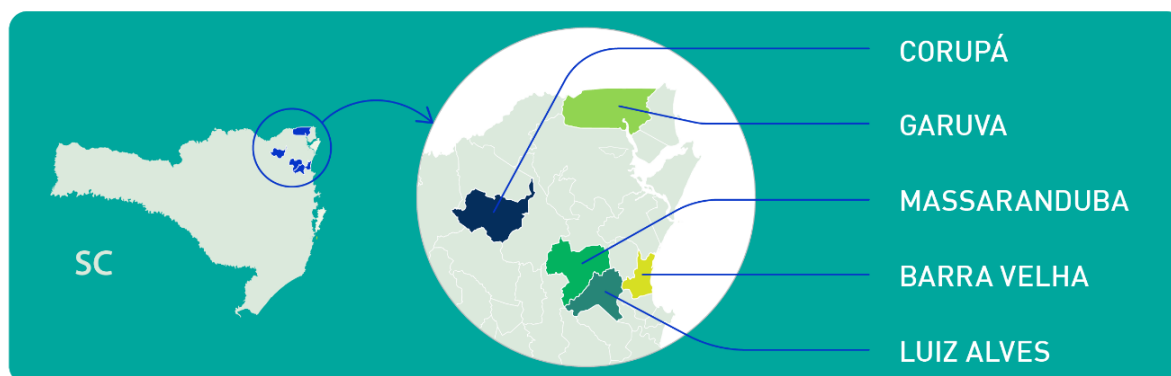 CORUPÁ
GARUVA
MASSARANDUBA
SC
BARRA VELHA
LUIZ ALVES